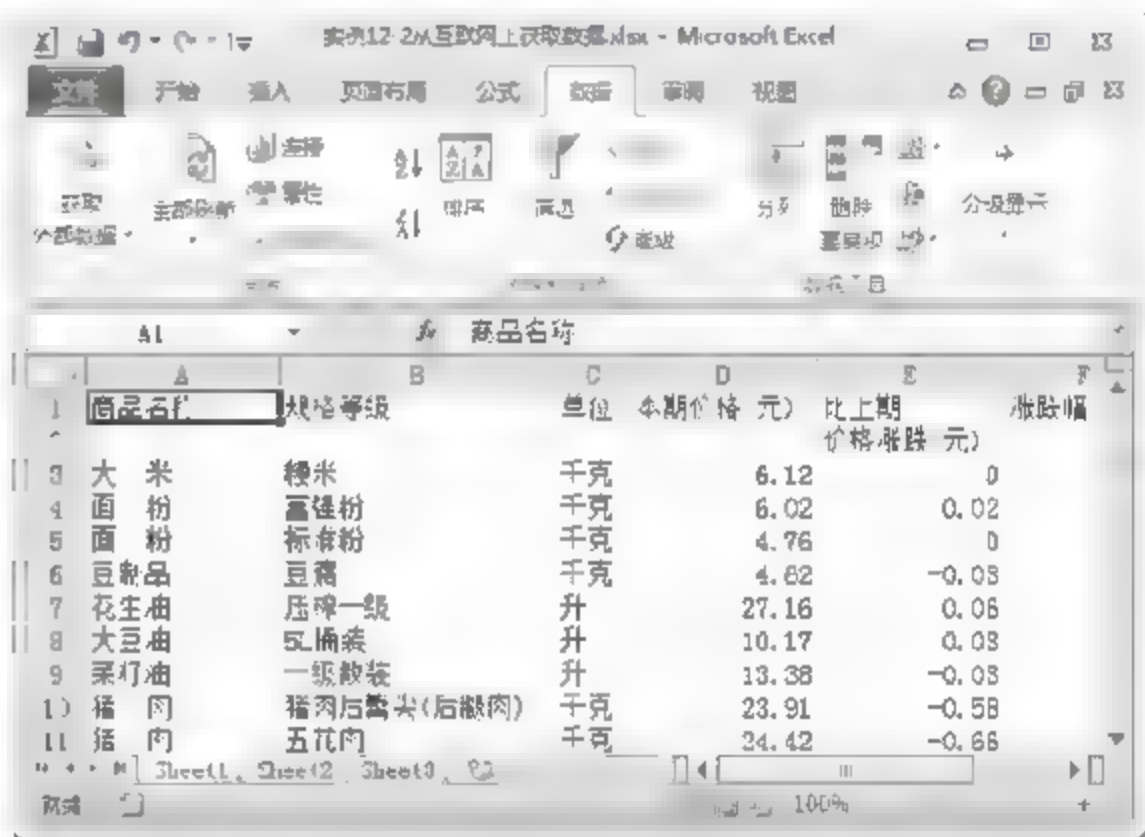 实例12-2从互联网上获取数据.xlsx - Microsoft Excel
文件 开始 插入 页面布局 公式 数据 审阅 视图
获取 外部数据 全部刷新 连接 属性 排序 筛选 高级 分列 删除 重复项 分级显示
A1 fx 商品名称
A B C D E F
1 商品名称 规格等级 单位 本期价格 元) 比上期 涨跌幅
价格涨跌 元)
3 大 米 粳米 千克 6.12 0
4 面 粉 富强粉 千克 6.02 0.02
5 面 粉 标准粉 千克 4.76 0
6 豆制品 豆腐 千克 4.62 -0.03
7 花生油 压榨一级 升 27.16 0.06
8 大豆油 5L桶装 升 10.17 0.03
9 菜籽油 一级散装 升 13.38 -0.03
10 猪 肉 猪肉后臀尖(后腿肉) 千克 23.91 -0.58
11 猪 肉 五花肉 千克 24.42 -0.66
Sheet1 Sheet2 Sheet3
就绪 100%